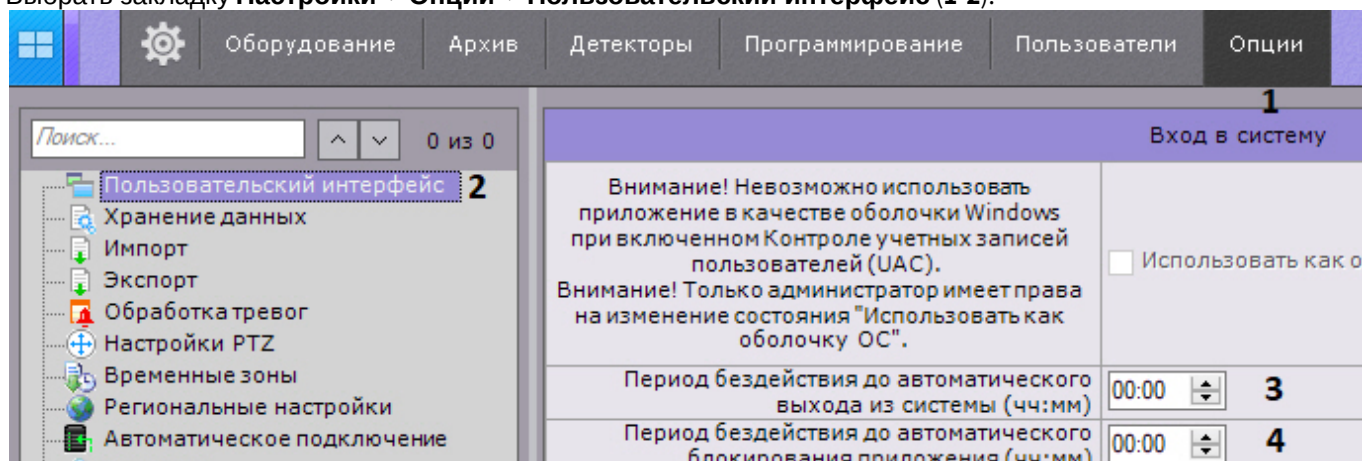 Выбрать закладку Настройки Опции Пользовательский интерфейс (1-2).
Оборудование Архив Детекторы Программирование Пользователи Опции
1
Поиск... 0 из 0
Вход в систему
Пользовательский интерфейс 2
Хранение данных
Импорт
Экспорт
Обработка тревог
Настройки PTZ
Временные зоны
Региональные настройки
Автоматическое подключение
Внимание! Невозможно использовать
приложение в качестве оболочки Windows
при включенном Контроле учетных записей
пользователей (UAC).
Внимание! Только администратор имеет права
на изменение состояния "Использовать как
оболочку ОС".
Использовать как о
Период бездействия до автоматического
выхода из системы (чч:мм)
00:00 3
Период бездействия до автоматического
блокирования приложения (чч:мм)
00:00 4